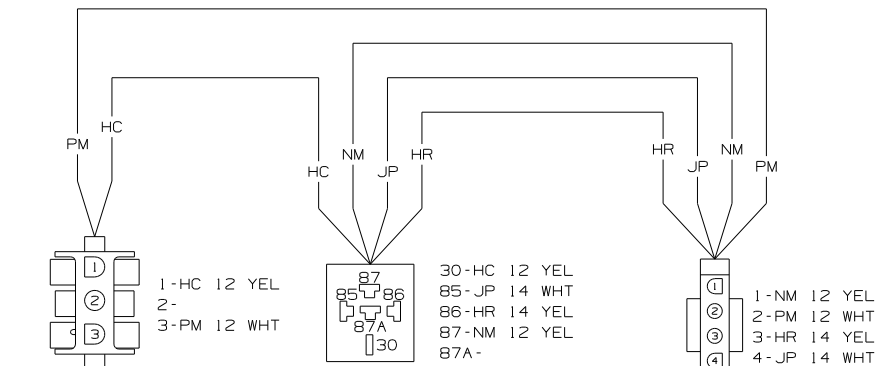 HC
PM
HC
NM
JP
HR
HR
JP
NM
PM
1
2
3
1-HC 12 YEL
2-
3-PM 12 WHT
87
85 86
87A
30
30-HC 12 YEL
85-JP 14 WHT
86-HR 14 YEL
87-NM 12 YEL
87A-
1
2
3
4
1-NM 12 YEL
2-PM 12 WHT
3-HR 14 YEL
4-JP 14 WHT